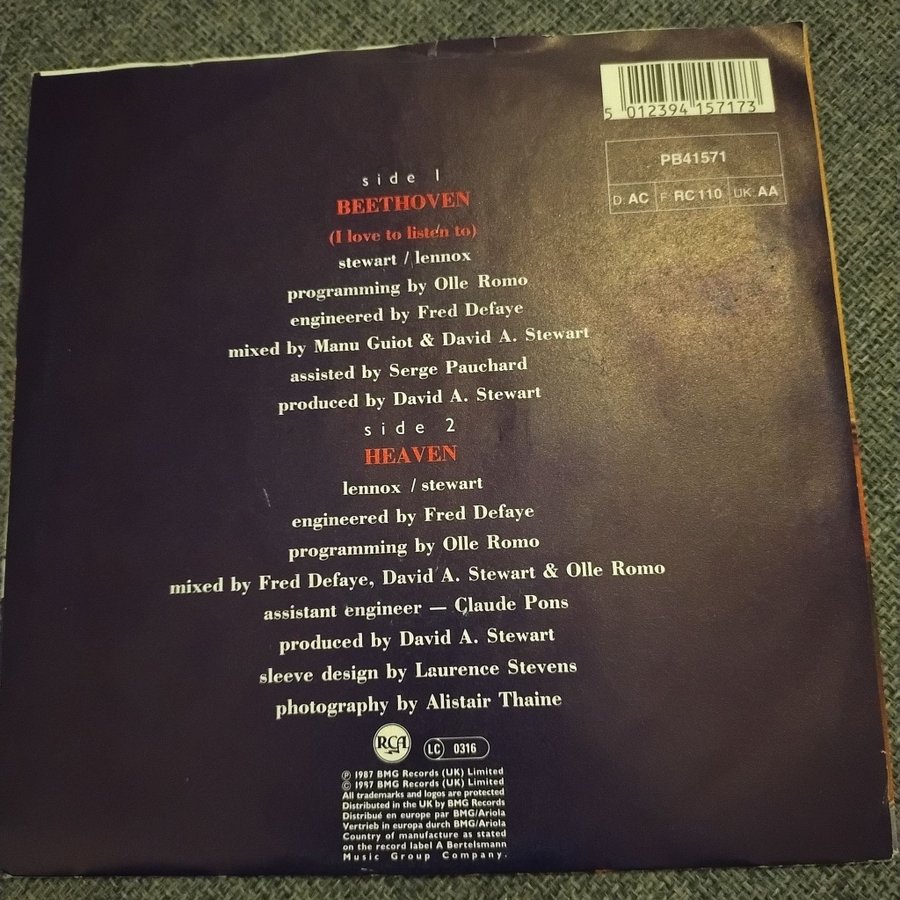 5 012394 157173
PB41571
D: AC F: RC 110 UK: AA
side 1
BEETHOVEN
(I love to listen to)
stewart / lennox
programming by Olle Romo
engineered by Fred Defaye
mixed by Manu Guiot & David A. Stewart
assisted by Serge Pauchard
produced by David A. Stewart
side 2
HEAVEN
lennox / stewart
engineered by Fred Defaye
programming by Olle Romo
mixed by Fred Defaye, David A. Stewart & Olle Romo
assistant engineer — Claude Pons
produced by David A. Stewart
sleeve design by Laurence Stevens
photography by Alistair Thaine
RCA LC 0316
℗ 1987 BMG Records (UK) Limited
© 1987 BMG Records (UK) Limited
All trademarks and logos are protected
Distributed in the UK by BMG Records
Distribué en europe par BMG/Ariola
Vertrieb in europa durch BMG/Ariola
Country of manufacture as stated
on the record label A Bertelsmann
Music Group Company.